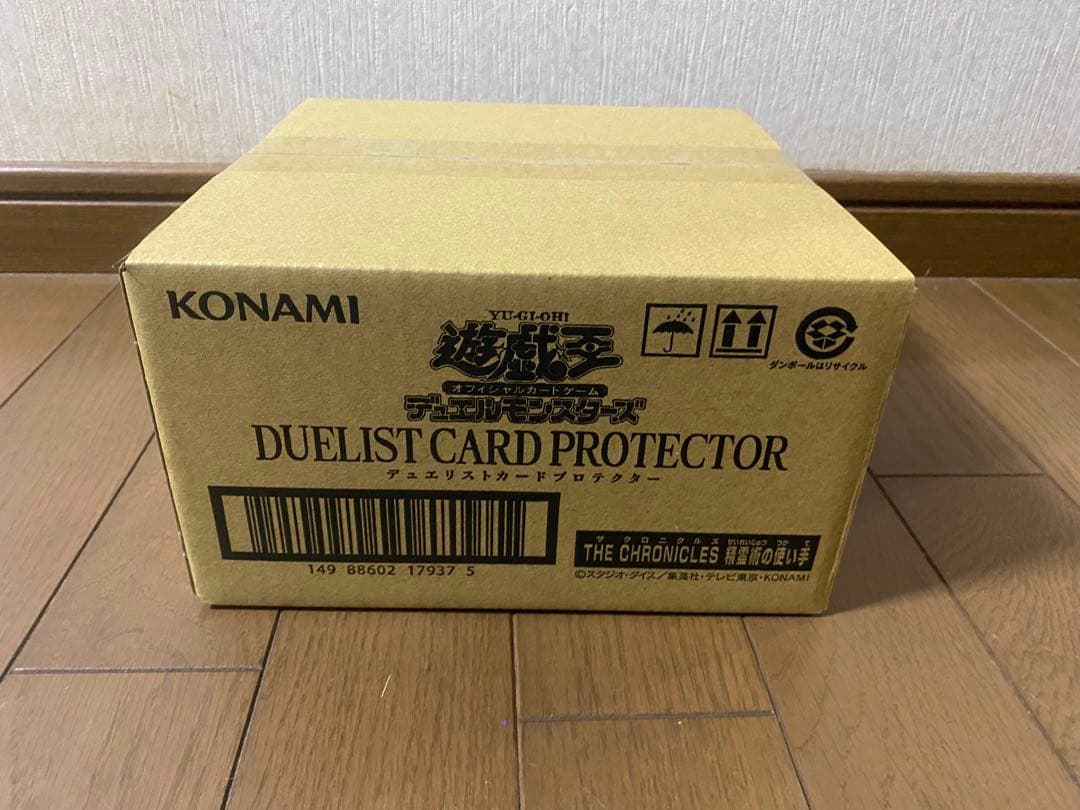 KONAMI
YU-GI-OH!
遊戯王
オフィシャルカードゲーム
デュエルモンスターズ
DUELIST CARD PROTECTOR
デュエリストカードプロテクター
ダンボールはリサイクル
149 88602 17937 5
ザ クロニクルズ せいれいじゅつ つか て
THE CHRONICLES 精霊術の使い手
©スタジオ・ダイス/集英社・テレビ東京・KONAMI